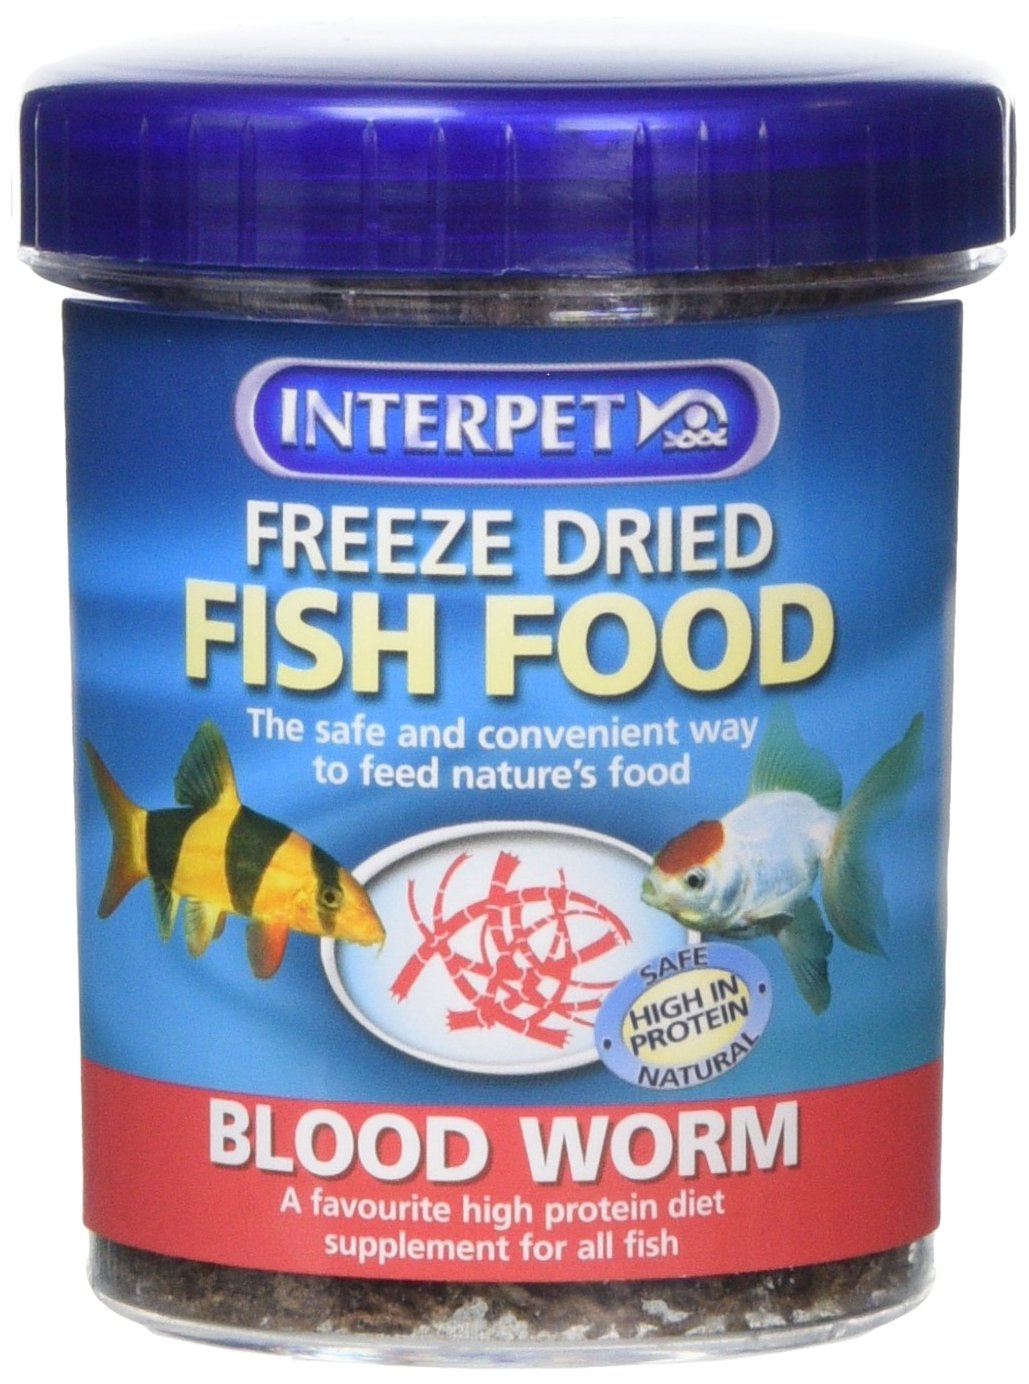 INTERPET
FREEZE DRIED
FISH FOOD
The safe and convenient way
to feed nature's food
SAFE
HIGH IN
PROTEIN
NATURAL
BLOOD WORM
A favourite high protein diet
supplement for all fish